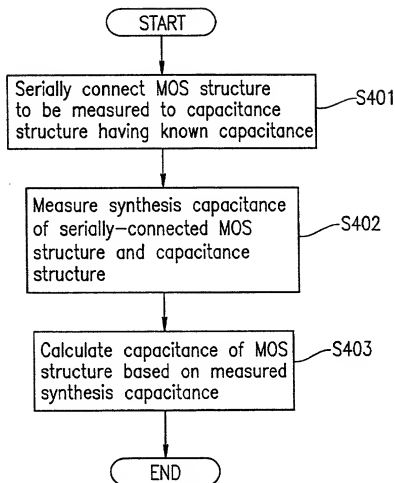 START
Serially connect MOS structure
to be measured to capacitance
structure having known capacitance
S401
Measure synthesis capacitance
of serially-connected MOS
structure and capacitance
structure
S402
Calculate capacitance of MOS
structure based on measured
synthesis capacitance
S403
END